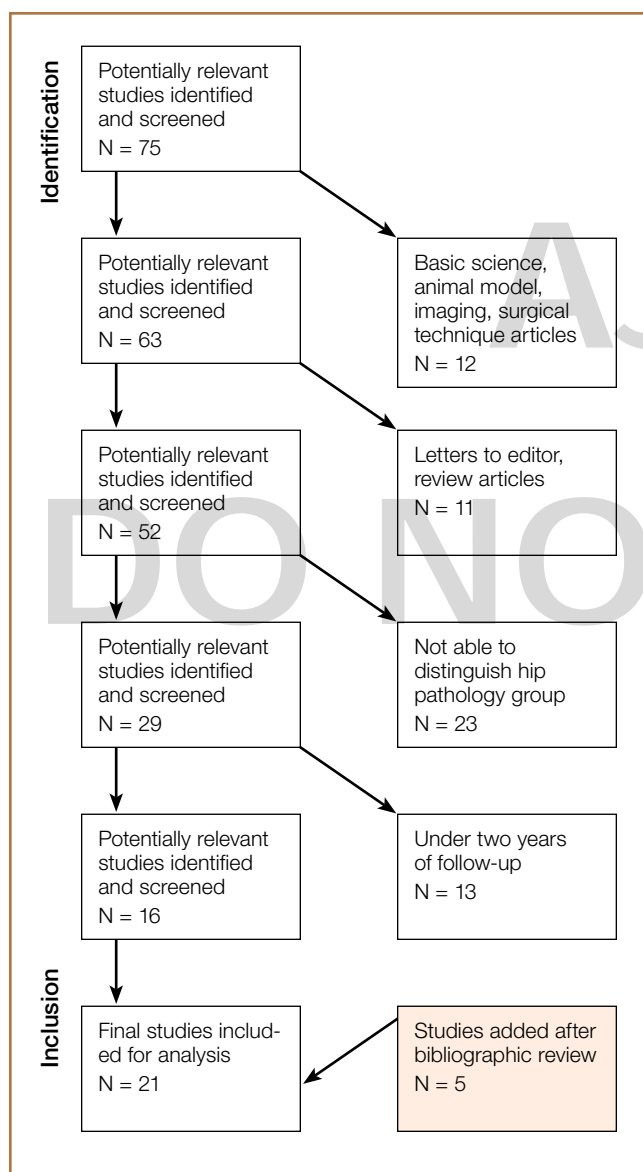 Identification
Potentially relevant
studies identified
and screened
N = 75
Potentially relevant
studies identified
and screened
N = 63
Basic science,
animal model,
imaging, surgical
technique articles
N = 12
Potentially relevant
studies identified
and screened
N = 52
Letters to editor,
review articles
N = 11
Potentially relevant
studies identified
and screened
N = 29
Not able to
distinguish hip
pathology group
N = 23
Potentially relevant
studies identified
and screened
N = 16
Under two years
of follow-up
N = 13
Inclusion
Final studies includ-
ed for analysis
N = 21
Studies added after
bibliographic review
N = 5
DO NO